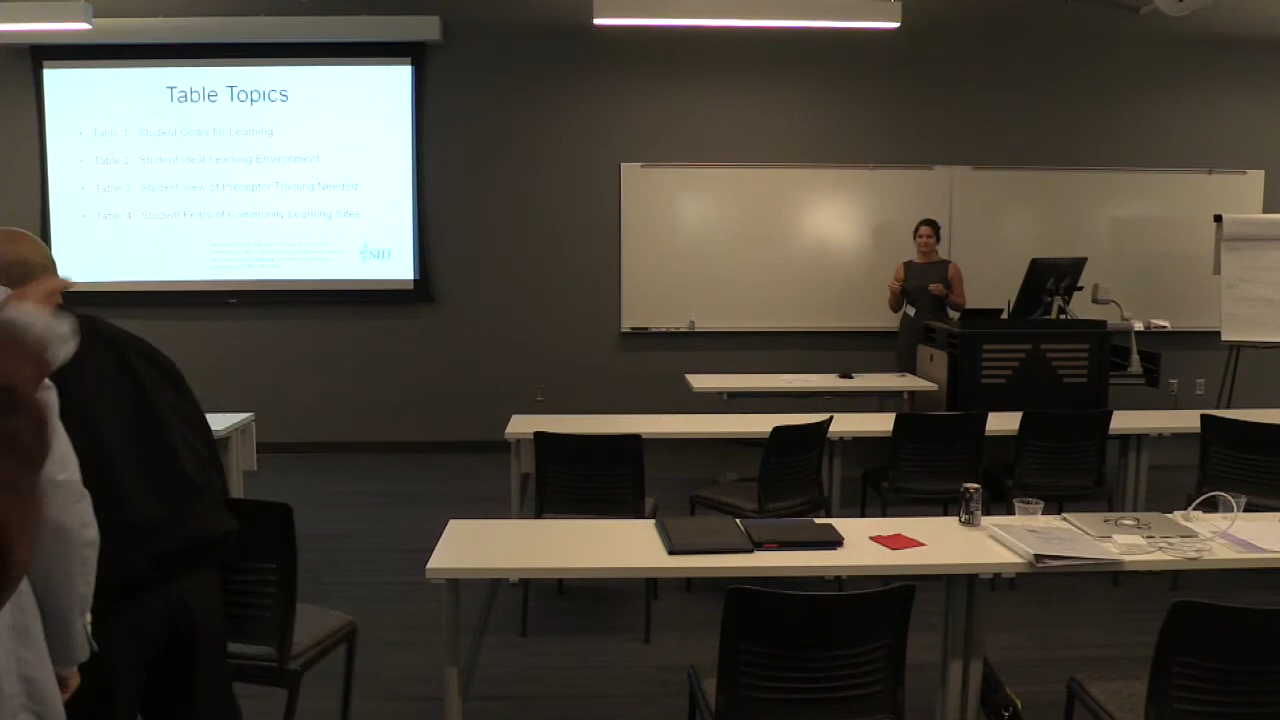 Table Topics
• Table 1: Student Goals for Learning
• Table 2: Student Ideal Learning Environment
• Table 3: Student View of Preceptor Training Needed
• Table 4: Student Fears of Community Learning Sites
SIU